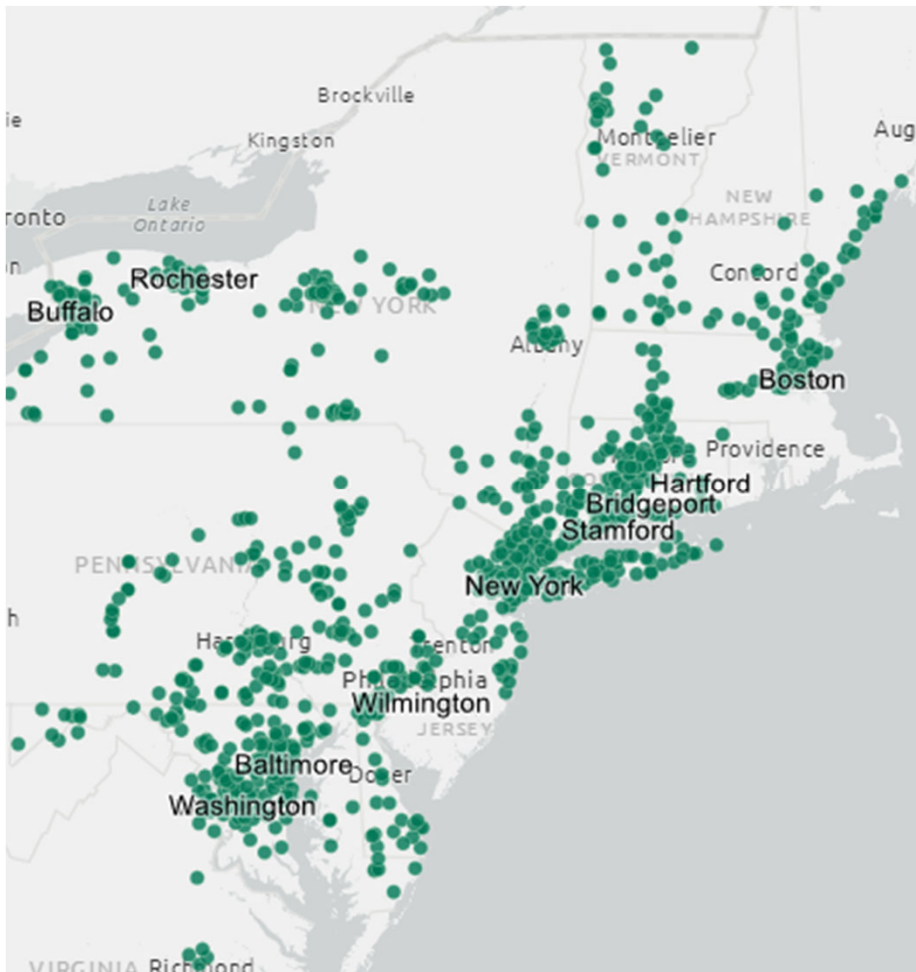 Brockville
ie
Kingston
Aug
Montpelier
VERMONT
NEW
HAMPSHIRE
Lake
Ontario
ronto
n
Rochester
Concord
Buffalo
NEW YORK
Albany
Boston
Providence
Hartford
Bridgeport
Stamford
PENNSYLVANIA
New York
h
Harrisburg
Trenton
Philadelphia
Wilmington
JERSEY
Baltimore
Dover
Washington
VIRGINIA
Richmond